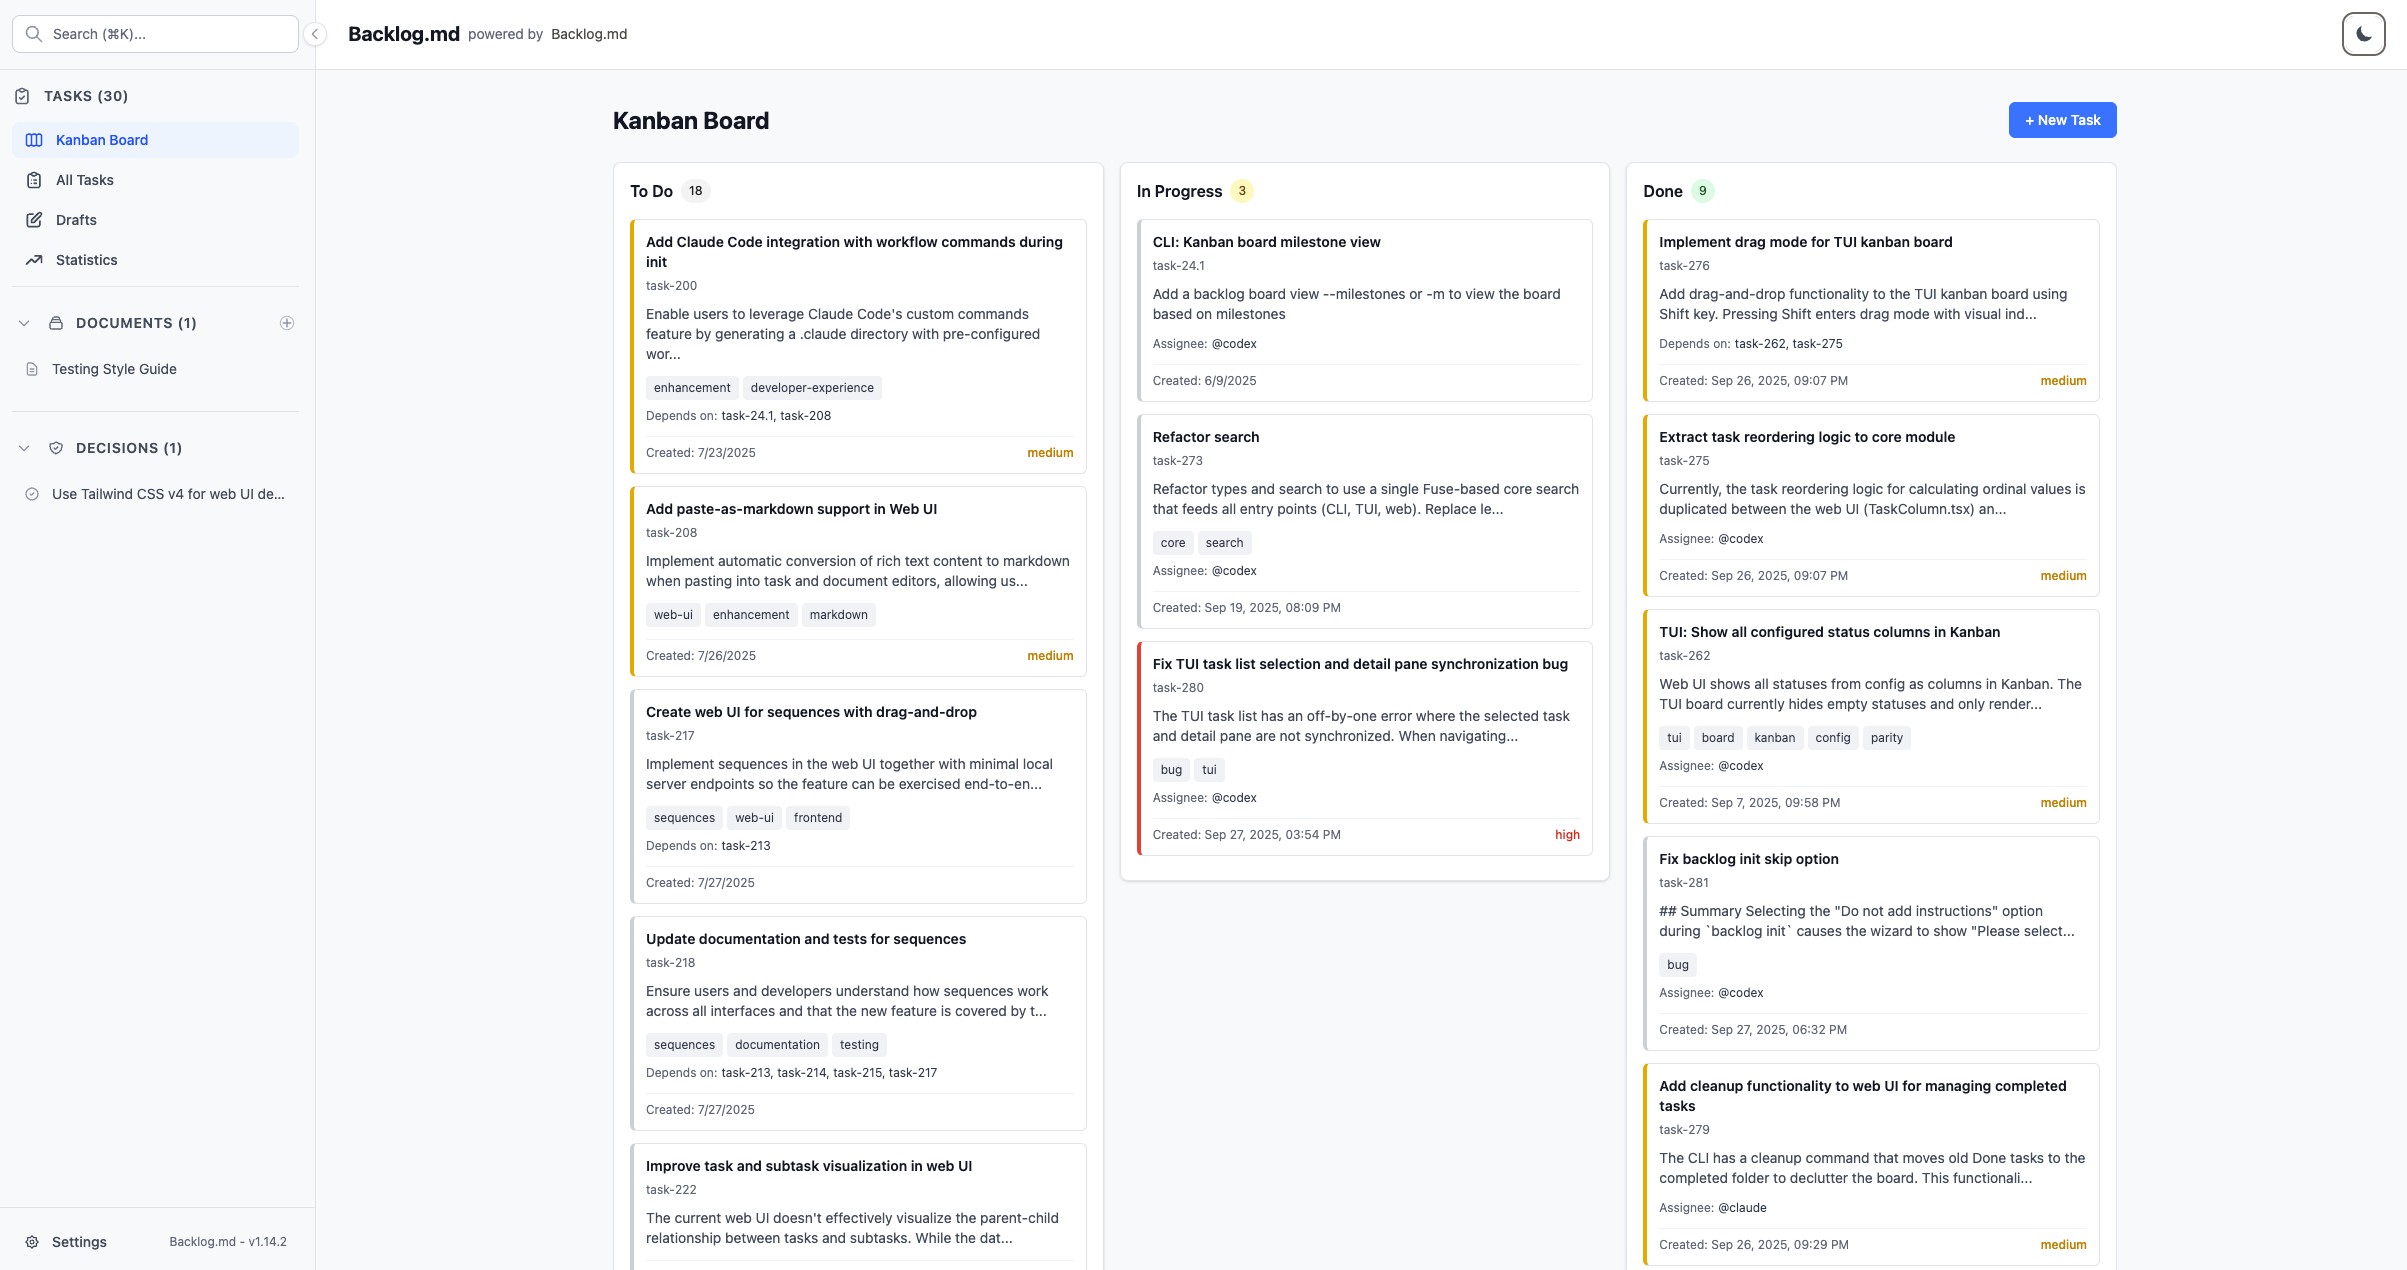 Search (⌘K)...
Backlog.md powered by Backlog.md
TASKS (30)
Kanban Board
All Tasks
Drafts
Statistics
DOCUMENTS (1)
Testing Style Guide
DECISIONS (1)
Use Tailwind CSS v4 for web UI de...
Settings
Backlog.md - v1.14.2
Kanban Board
+ New Task
To Do 18
Add Claude Code integration with workflow commands during
init
task-200
Enable users to leverage Claude Code's custom commands
feature by generating a .claude directory with pre-configured
wor...
enhancement developer-experience
Depends on: task-24.1, task-208
Created: 7/23/2025 medium
Add paste-as-markdown support in Web UI
task-208
Implement automatic conversion of rich text content to markdown
when pasting into task and document editors, allowing us...
web-ui enhancement markdown
Created: 7/26/2025 medium
Create web UI for sequences with drag-and-drop
task-217
Implement sequences in the web UI together with minimal local
server endpoints so the feature can be exercised end-to-en...
sequences web-ui frontend
Depends on: task-213
Created: 7/27/2025
Update documentation and tests for sequences
task-218
Ensure users and developers understand how sequences work
across all interfaces and that the new feature is covered by t...
sequences documentation testing
Depends on: task-213, task-214, task-215, task-217
Created: 7/27/2025
Improve task and subtask visualization in web UI
task-222
The current web UI doesn't effectively visualize the parent-child
relationship between tasks and subtasks. While the dat...
In Progress 3
CLI: Kanban board milestone view
task-24.1
Add a backlog board view --milestones or -m to view the board
based on milestones
Assignee: @codex
Created: 6/9/2025
Refactor search
task-273
Refactor types and search to use a single Fuse-based core search
that feeds all entry points (CLI, TUI, web). Replace le...
core search
Assignee: @codex
Created: Sep 19, 2025, 08:09 PM
Fix TUI task list selection and detail pane synchronization bug
task-280
The TUI task list has an off-by-one error where the selected task
and detail pane are not synchronized. When navigating...
bug tui
Assignee: @codex
Created: Sep 27, 2025, 03:54 PM high
Done 9
Implement drag mode for TUI kanban board
task-276
Add drag-and-drop functionality to the TUI kanban board using
Shift key. Pressing Shift enters drag mode with visual ind...
Depends on: task-262, task-275
Created: Sep 26, 2025, 09:07 PM medium
Extract task reordering logic to core module
task-275
Currently, the task reordering logic for calculating ordinal values is
duplicated between the web UI (TaskColumn.tsx) an...
Assignee: @codex
Created: Sep 26, 2025, 09:07 PM medium
TUI: Show all configured status columns in Kanban
task-262
Web UI shows all statuses from config as columns in Kanban. The
TUI board currently hides empty statuses and only render...
tui board kanban config parity
Assignee: @codex
Created: Sep 7, 2025, 09:58 PM medium
Fix backlog init skip option
task-281
## Summary Selecting the "Do not add instructions" option
during `backlog init` causes the wizard to show "Please select...
bug
Assignee: @codex
Created: Sep 27, 2025, 06:32 PM
Add cleanup functionality to web UI for managing completed
tasks
task-279
The CLI has a cleanup command that moves old Done tasks to the
completed folder to declutter the board. This functionali...
Assignee: @claude
Created: Sep 26, 2025, 09:29 PM medium